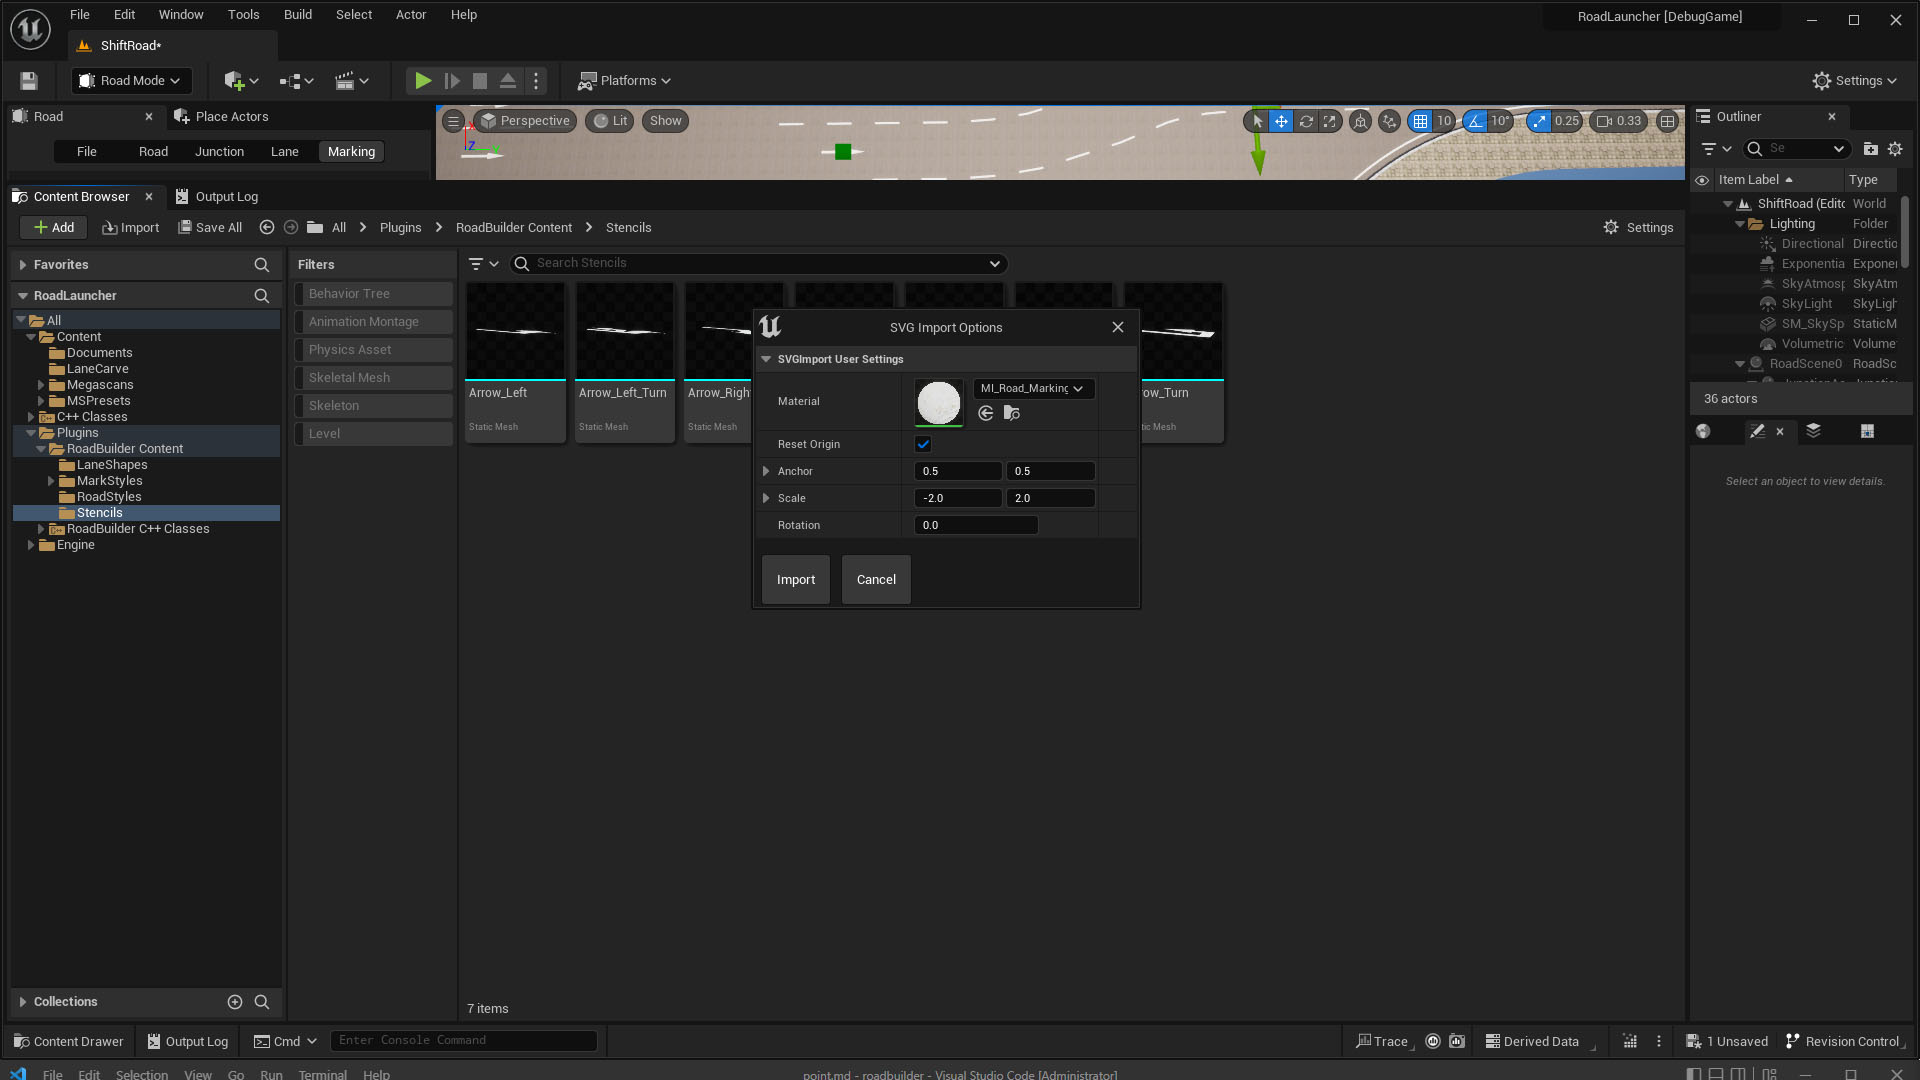 File Edit Window Tools Build Select Actor Help
RoadLauncher [DebugGame]
ShiftRoad*
Road Mode
Platforms
Settings
Road
Place Actors
File Road Junction Lane Marking
Perspective
Lit
Show
X
Z
Y
10
10°
0.25
0.33
Outliner
Se
Item Label
Type
ShiftRoad (Edito
World
Lighting
Folder
Directional
Directio
Exponentia
Exponer
SkyAtmosp
SkyAtm
SkyLight
SkyLigh
SM_SkySp
StaticM
Volumetric
Volume
RoadScene0
RoadSc
36 actors
Select an object to view details.
Content Browser
Output Log
Add
Import
Save All
All
Plugins
RoadBuilder Content
Stencils
Settings
Favorites
RoadLauncher
All
Content
Documents
LaneCarve
Megascans
MSPresets
C++ Classes
Plugins
RoadBuilder Content
LaneShapes
MarkStyles
RoadStyles
Stencils
RoadBuilder C++ Classes
Engine
Collections
Filters
Behavior Tree
Animation Montage
Physics Asset
Skeletal Mesh
Skeleton
Level
Search Stencils
Arrow_Left
Static Mesh
Arrow_Left_Turn
Static Mesh
Arrow_Righ
Static Mesh
ow_Turn
ic Mesh
SVG Import Options
SVGImport User Settings
Material
MI_Road_Marking
Reset Origin
Anchor
0.5
0.5
Scale
-2.0
2.0
Rotation
0.0
Import
Cancel
7 items
Content Drawer
Output Log
Cmd
Enter Console Command
Trace
Derived Data
1 Unsaved
Revision Control
File Edit Selection View Go Run Terminal Help
point.md - roadbuilder - Visual Studio Code [Administrator]